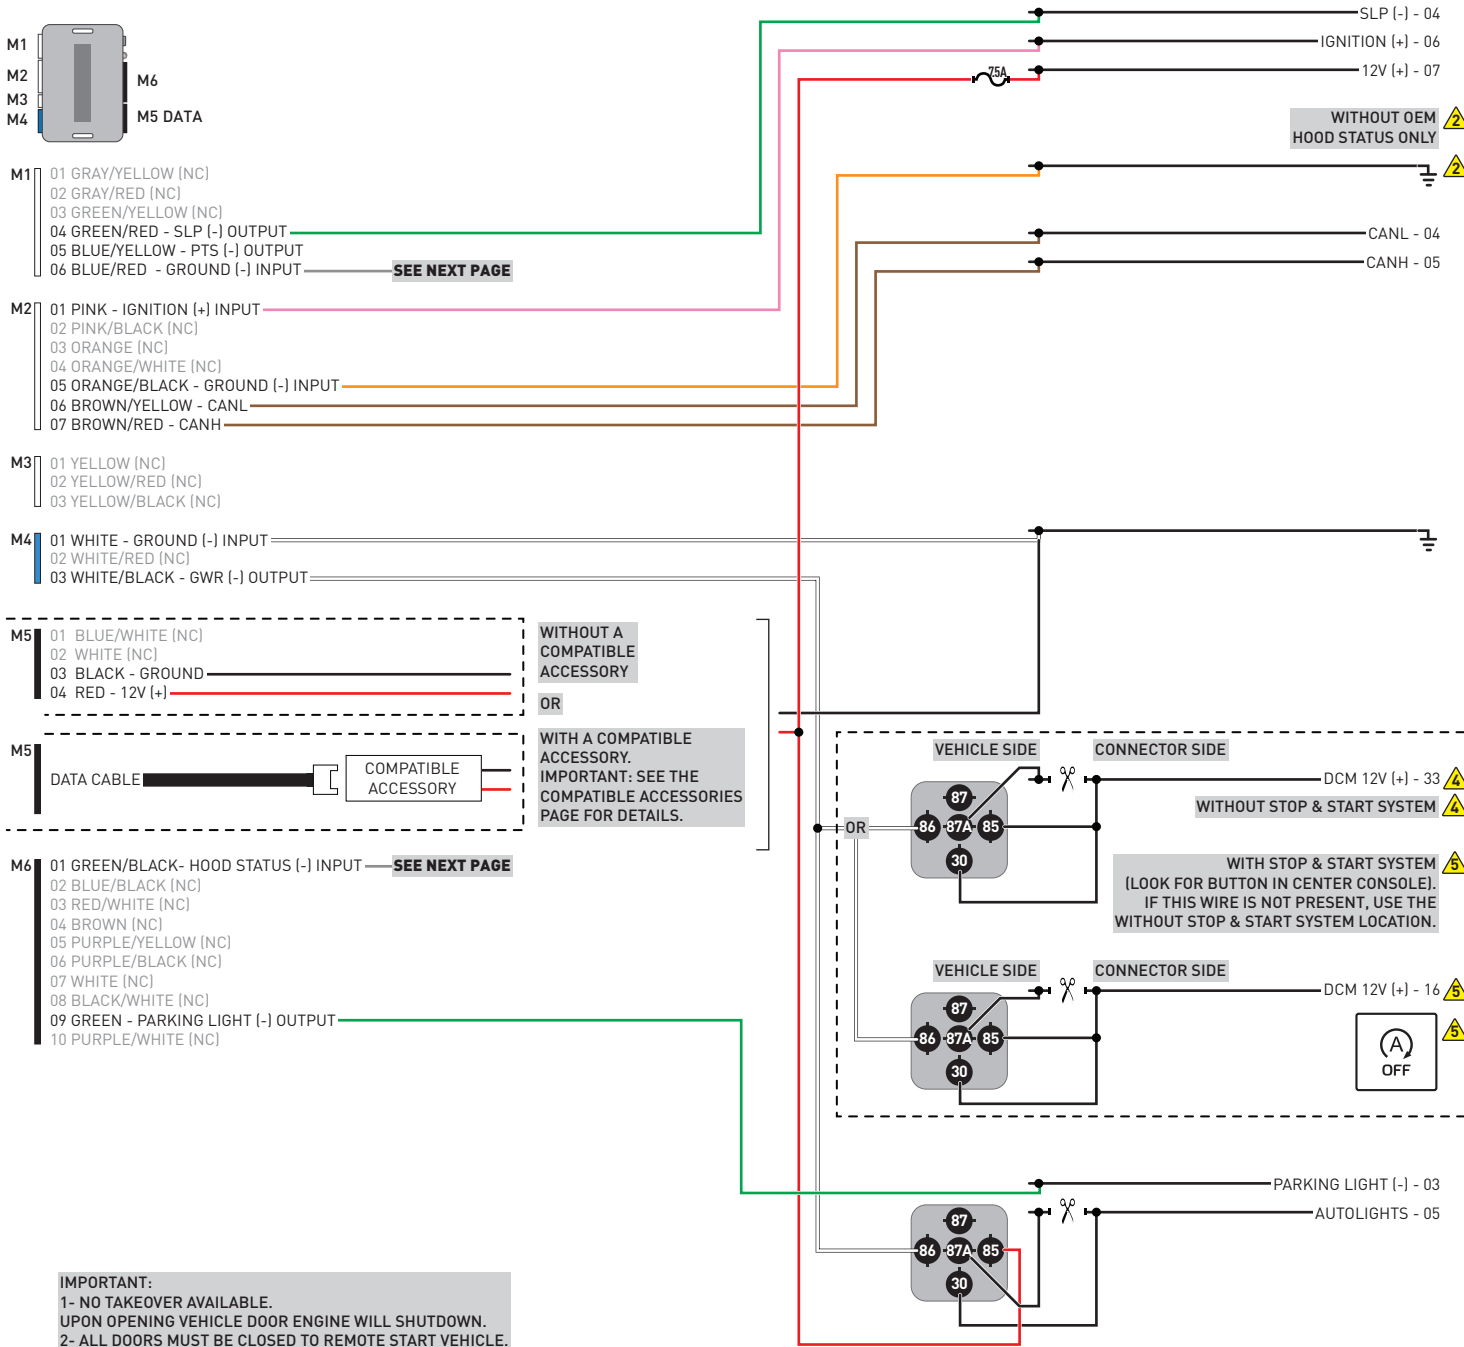 SLP (-) - 04
IGNITION (+) - 06
7.5A
12V (+) - 07
M1
M2
M3
M4
M6
M5 DATA
WITHOUT OEM
HOOD STATUS ONLY
2
2
M1
01 GRAY/YELLOW (NC)
02 GRAY/RED (NC)
03 GREEN/YELLOW (NC)
04 GREEN/RED - SLP (-) OUTPUT
05 BLUE/YELLOW - PTS (-) OUTPUT
06 BLUE/RED - GROUND (-) INPUT
SEE NEXT PAGE
CANL - 04
CANH - 05
M2
01 PINK - IGNITION (+) INPUT
02 PINK/BLACK (NC)
03 ORANGE (NC)
04 ORANGE/WHITE (NC)
05 ORANGE/BLACK - GROUND (-) INPUT
06 BROWN/YELLOW - CANL
07 BROWN/RED - CANH
M3
01 YELLOW (NC)
02 YELLOW/RED (NC)
03 YELLOW/BLACK (NC)
M4
01 WHITE - GROUND (-) INPUT
02 WHITE/RED (NC)
03 WHITE/BLACK - GWR (-) OUTPUT
M5
01 BLUE/WHITE (NC)
02 WHITE (NC)
03 BLACK - GROUND
04 RED - 12V (+)
WITHOUT A
COMPATIBLE
ACCESSORY
OR
M5
DATA CABLE
COMPATIBLE
ACCESSORY
WITH A COMPATIBLE
ACCESSORY.
IMPORTANT: SEE THE
COMPATIBLE ACCESSORIES
PAGE FOR DETAILS.
VEHICLE SIDE
CONNECTOR SIDE
DCM 12V (+) - 33
4
WITHOUT STOP & START SYSTEM
4
OR
87
86
87A
85
30
WITH STOP & START SYSTEM
5
(LOOK FOR BUTTON IN CENTER CONSOLE).
IF THIS WIRE IS NOT PRESENT, USE THE
WITHOUT STOP & START SYSTEM LOCATION.
M6
01 GREEN/BLACK- HOOD STATUS (-) INPUT
SEE NEXT PAGE
02 BLUE/BLACK (NC)
03 RED/WHITE (NC)
04 BROWN (NC)
05 PURPLE/YELLOW (NC)
06 PURPLE/BLACK (NC)
07 WHITE (NC)
08 BLACK/WHITE (NC)
09 GREEN - PARKING LIGHT (-) OUTPUT
10 PURPLE/WHITE (NC)
VEHICLE SIDE
CONNECTOR SIDE
DCM 12V (+) - 16
5
87
86
87A
85
30
5
A
OFF
PARKING LIGHT (-) - 03
AUTOLIGHTS - 05
87
86
87A
85
30
IMPORTANT:
1- NO TAKEOVER AVAILABLE.
UPON OPENING VEHICLE DOOR ENGINE WILL SHUTDOWN.
2- ALL DOORS MUST BE CLOSED TO REMOTE START VEHICLE.